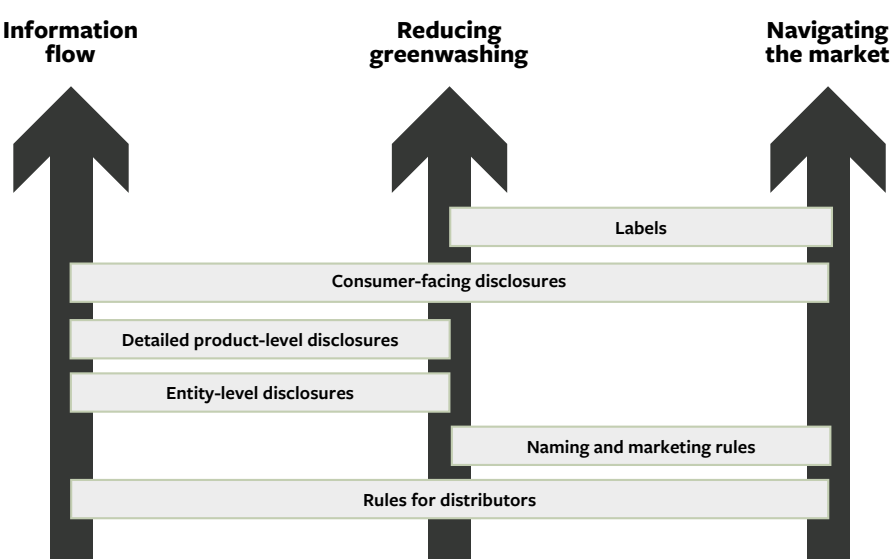 Information
flow
Reducing
greenwashing
Navigating
the market
Labels
Consumer-facing disclosures
Detailed product-level disclosures
Entity-level disclosures
Naming and marketing rules
Rules for distributors